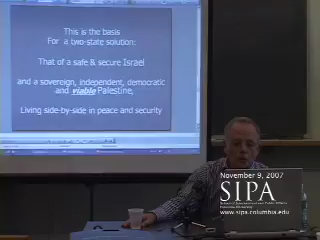 This is the basis
For a two-state solution:
That of a safe & secure Israel
and a sovereign, independent, democratic
and viable Palestine,
Living side-by-side in peace and security
November 9, 2007
SIPA
www.sipa.columbia.edu